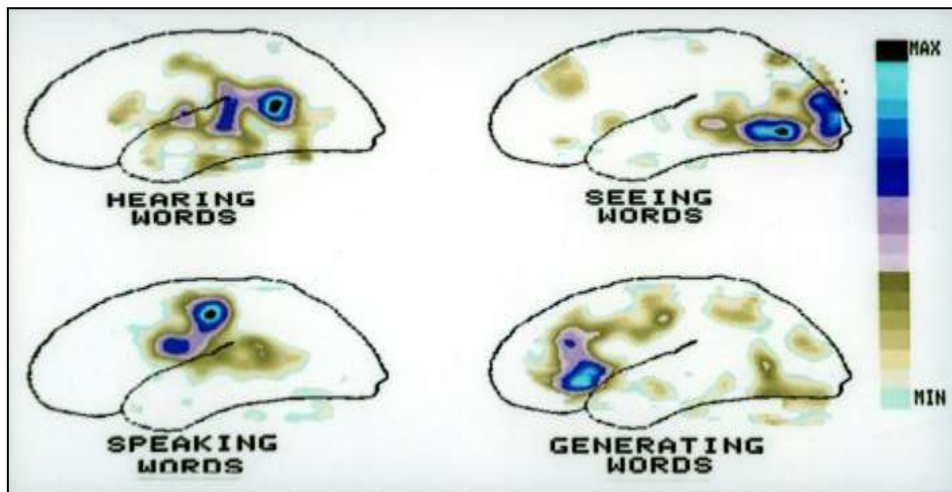 MAX
HEARING
WORDS
SEEING
WORDS
MIN
SPEAKING
WORDS
GENERATING
WORDS